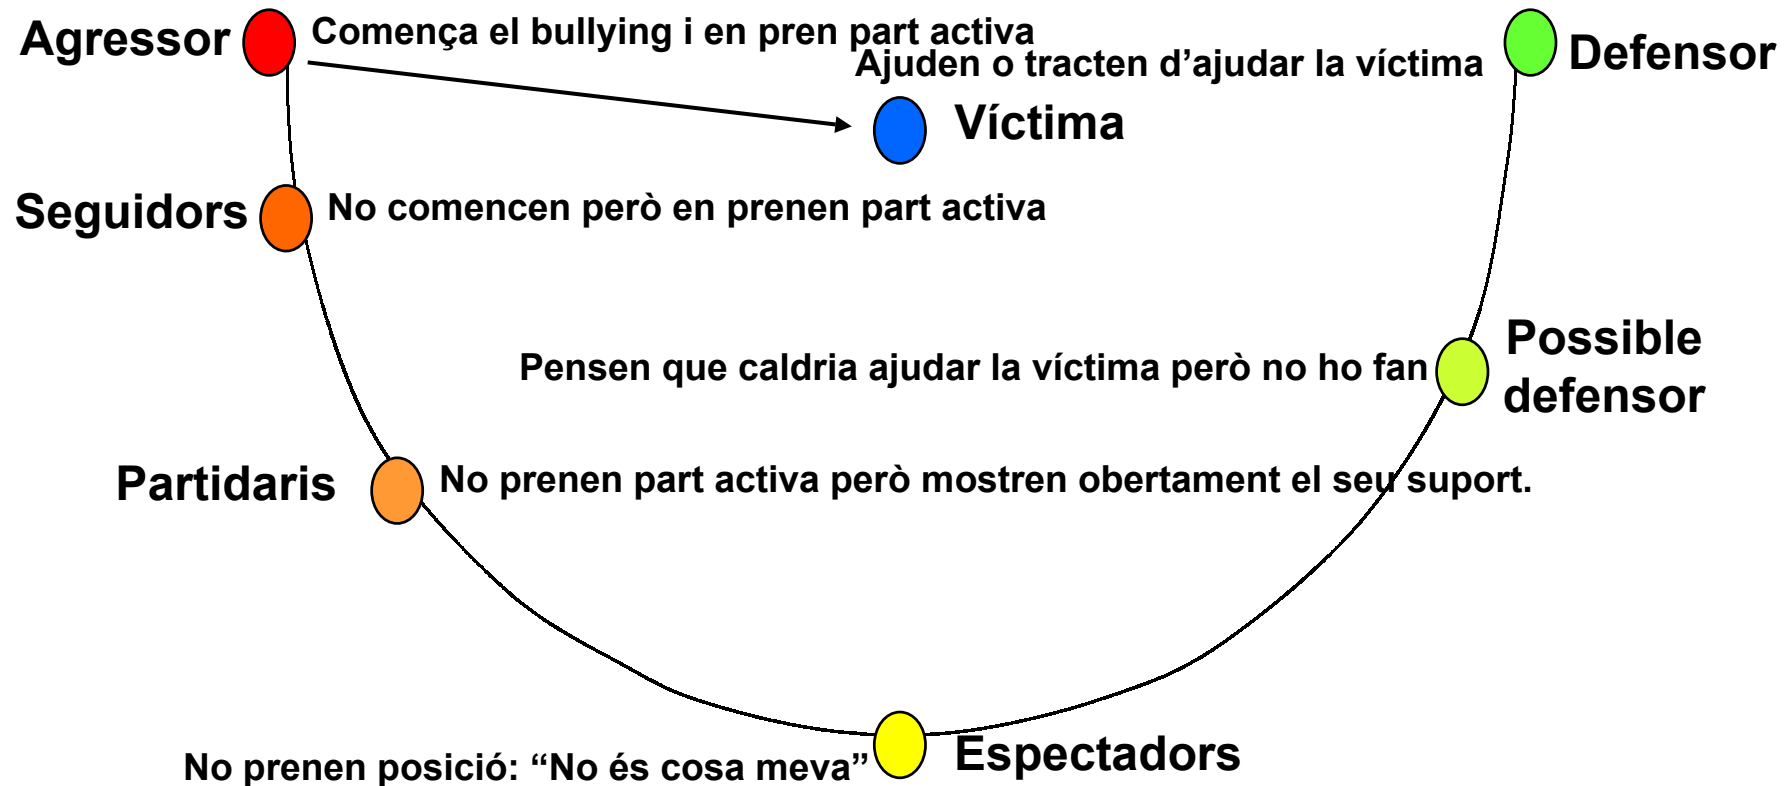 Agressor
Comença el bullying i en pren part activa
Ajuden o tracten d’ajudar la víctima
Defensor
Víctima
Seguidors
No comencen però en prenen part activa
Possible
defensor
Pensen que caldria ajudar la víctima però no ho fan
Partidaris
No prenen part activa però mostren obertament el seu suport.
Espectadors
No prenen posició: “No és cosa meva”